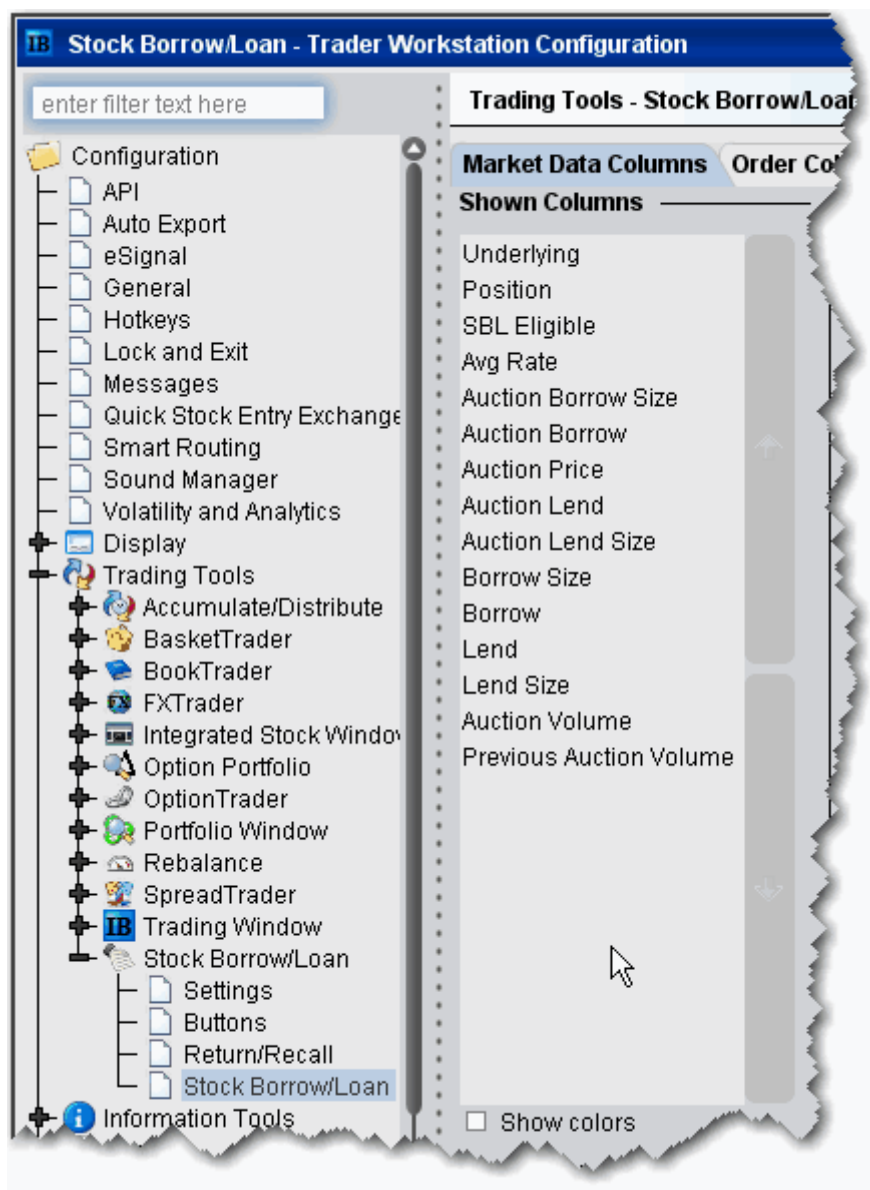 IB Stock Borrow/Loan - Trader Workstation Configuration
enter filter text here
Configuration
API
Auto Export
eSignal
General
Hotkeys
Lock and Exit
Messages
Quick Stock Entry Exchange
Smart Routing
Sound Manager
Volatility and Analytics
Display
Trading Tools
Accumulate/Distribute
BasketTrader
BookTrader
FX FXTrader
Integrated Stock Window
Option Portfolio
OptionTrader
Portfolio Window
Rebalance
SpreadTrader
IB Trading Window
Stock Borrow/Loan
Settings
Buttons
Return/Recall
Stock Borrow/Loan
Information Tools
Trading Tools - Stock Borrow/Loan
Market Data Columns Order Col
Shown Columns
Underlying
Position
SBL Eligible
Avg Rate
Auction Borrow Size
Auction Borrow
Auction Price
Auction Lend
Auction Lend Size
Borrow Size
Borrow
Lend
Lend Size
Auction Volume
Previous Auction Volume
Show colors